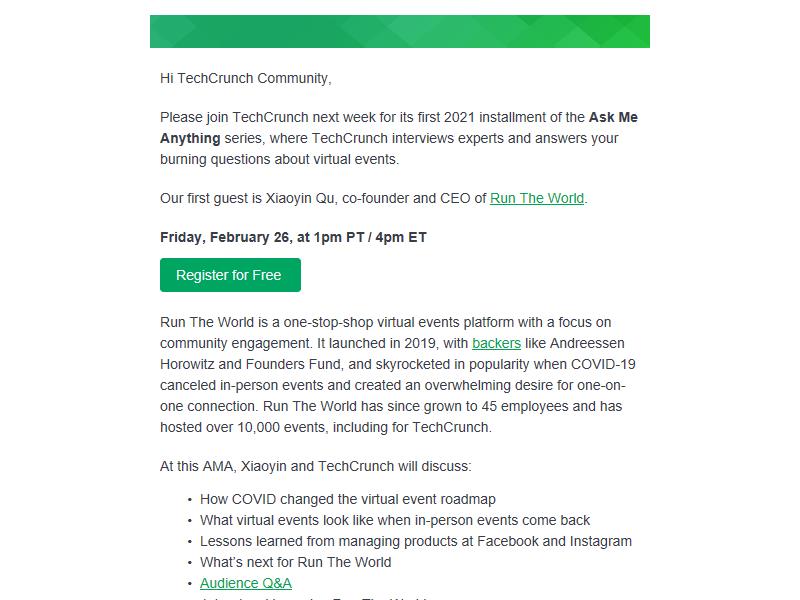 Hi TechCrunch Community,
Please join TechCrunch next week for its first 2021 installment of the Ask Me
Anything series, where TechCrunch interviews experts and answers your
burning questions about virtual events.
Our first guest is Xiaoyin Qu, co-founder and CEO of Run The World.
Friday, February 26, at 1pm PT / 4pm ET
Register for Free
Run The World is a one-stop-shop virtual events platform with a focus on
community engagement. It launched in 2019, with backers like Andreessen
Horowitz and Founders Fund, and skyrocketed in popularity when COVID-19
canceled in-person events and created an overwhelming desire for one-on-
one connection. Run The World has since grown to 45 employees and has
hosted over 10,000 events, including for TechCrunch.
At this AMA, Xiaoyin and TechCrunch will discuss:
• How COVID changed the virtual event roadmap
• What virtual events look like when in-person events come back
• Lessons learned from managing products at Facebook and Instagram
• What’s next for Run The World
• Audience Q&A